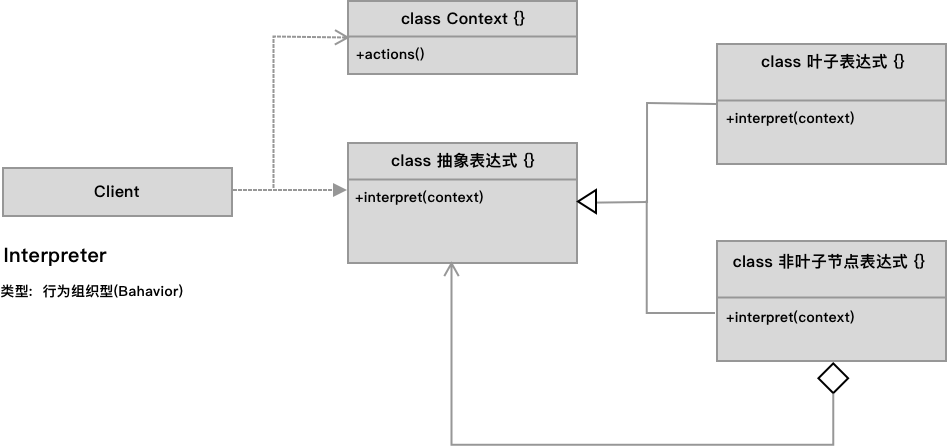 class Context {}
+actions()
class 叶子表达式 {}
+interpret(context)
class 抽象表达式 {}
+interpret(context)
Client
Interpreter
类型: 行为组织型(Bahavior)
class 非叶子节点表达式 {}
+interpret(context)